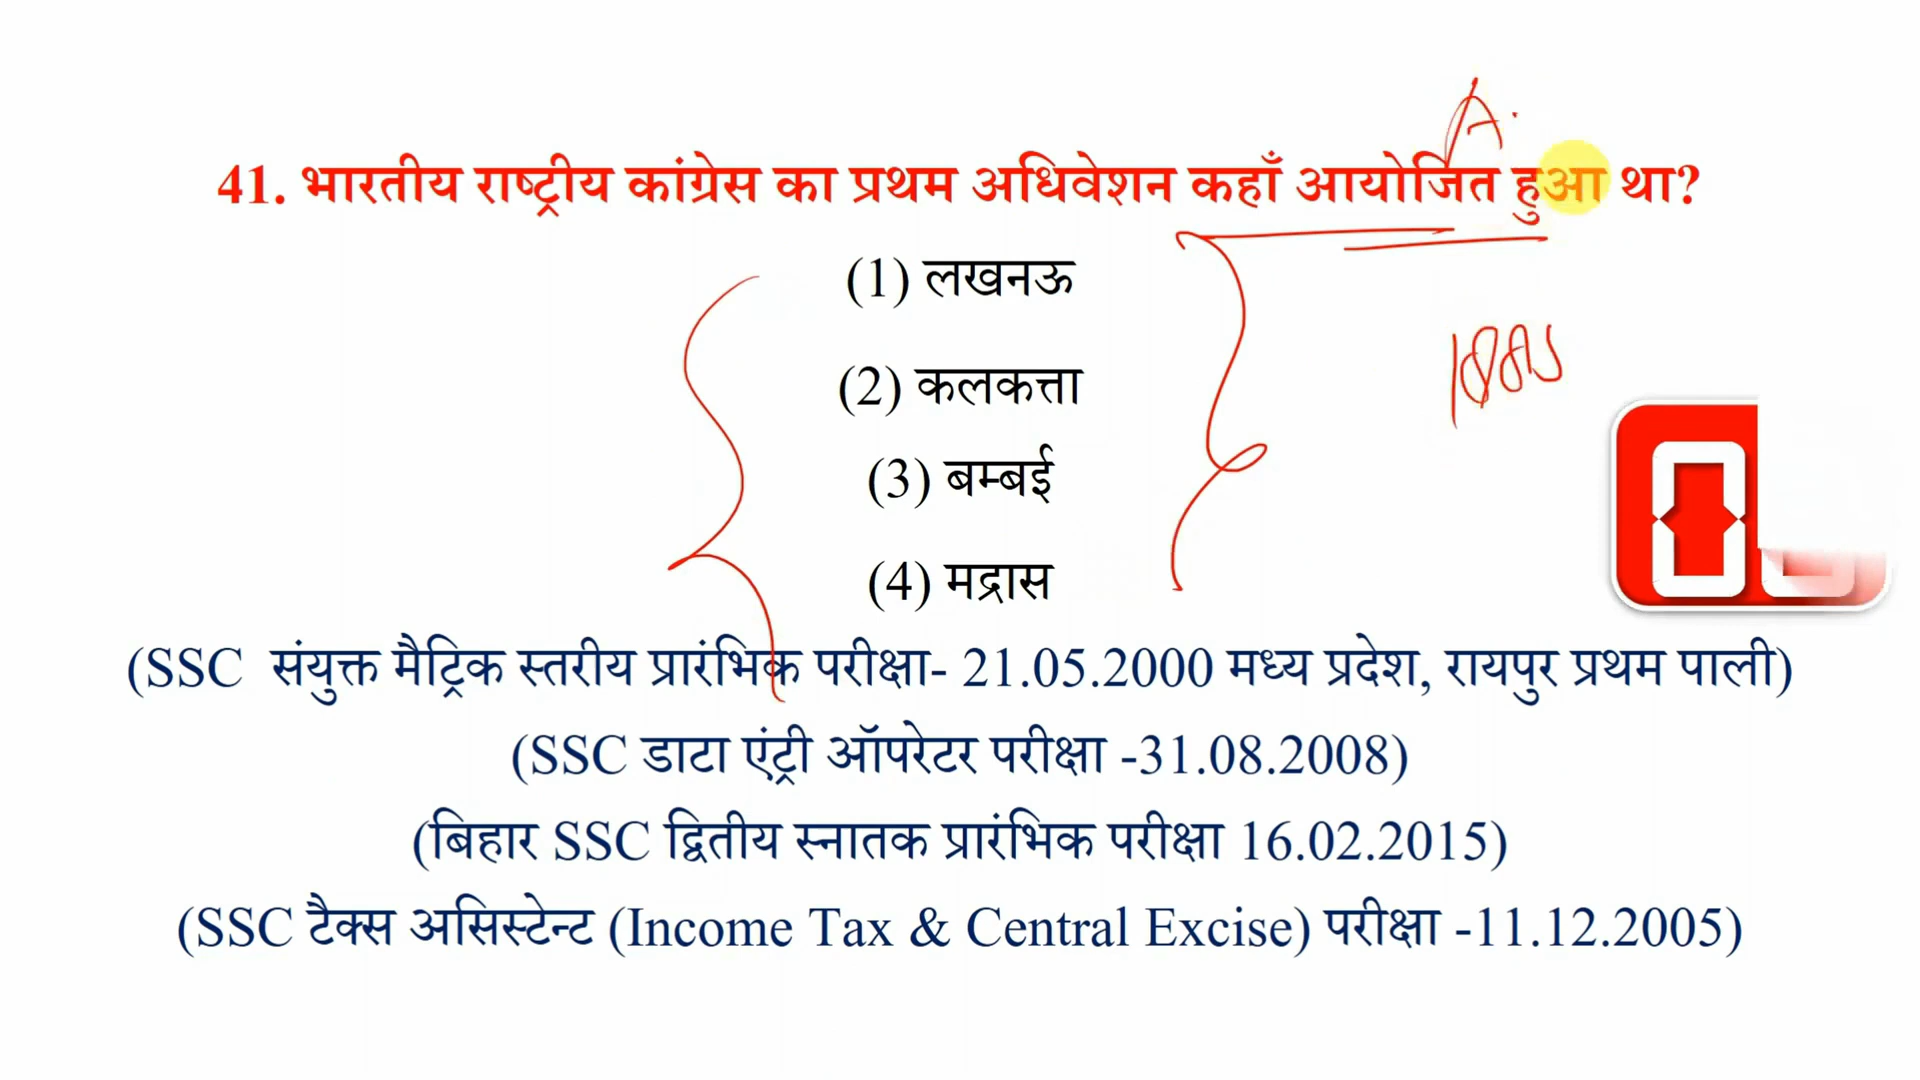 A.
41. भारतीय राष्ट्रीय कांग्रेस का प्रथम अधिवेशन कहाँ आयोजित हुआ था?
(1) लखनऊ
(2) कलकत्ता
1885
(3) बम्बई
(4) मद्रास
(SSC संयुक्त मैट्रिक स्तरीय प्रारंभिक परीक्षा- 21.05.2000 मध्य प्रदेश, रायपुर प्रथम पाली)
(SSC डाटा एंट्री ऑपरेटर परीक्षा -31.08.2008)
(बिहार SSC द्वितीय स्नातक प्रारंभिक परीक्षा 16.02.2015)
(SSC टैक्स असिस्टेन्ट (Income Tax & Central Excise) परीक्षा -11.12.2005)